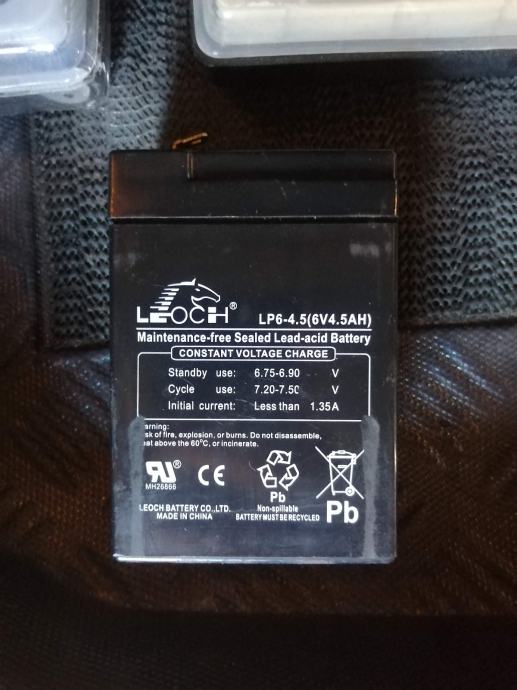 LEOCH®
LP6-4.5(6V4.5AH)
Maintenance-free Sealed Lead-acid Battery
CONSTANT VOLTAGE CHARGE
Standby use: 6.75-6.90 V
Cycle use: 7.20-7.50 V
Initial current: Less than 1.35A
arning:
sk of fire, explosion, or burns. Do not disassemble,
eat above the 60°C, or incinerate.
RU®
MH26866
CE
Pb
Non-spillable
BATTERY MUST BE RECYCLED
Pb
LEOCH BATTERY CO.,LTD.
MADE IN CHINA